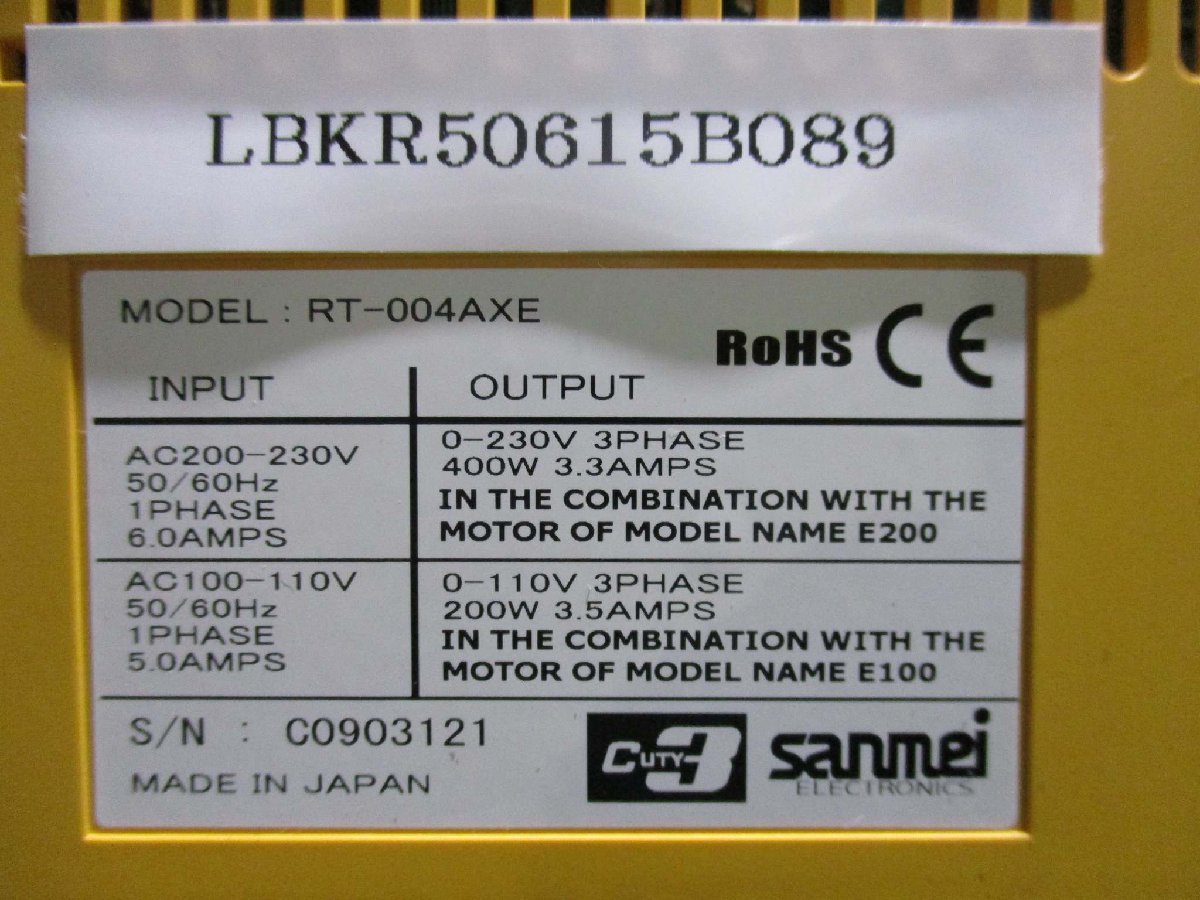 LBKR50615B089
MODEL : RT-004AXE
RoHS CE
INPUT
OUTPUT
AC200-230V
50/60Hz
1PHASE
6.0AMPS
0-230V 3PHASE
400W 3.3AMPS
IN THE COMBINATION WITH THE
MOTOR OF MODEL NAME E200
AC100-110V
50/60Hz
1PHASE
5.0AMPS
0-110V 3PHASE
200W 3.5AMPS
IN THE COMBINATION WITH THE
MOTOR OF MODEL NAME E100
S/N : C0903121
MADE IN JAPAN
CUTY3
sanmei
ELECTRONICS